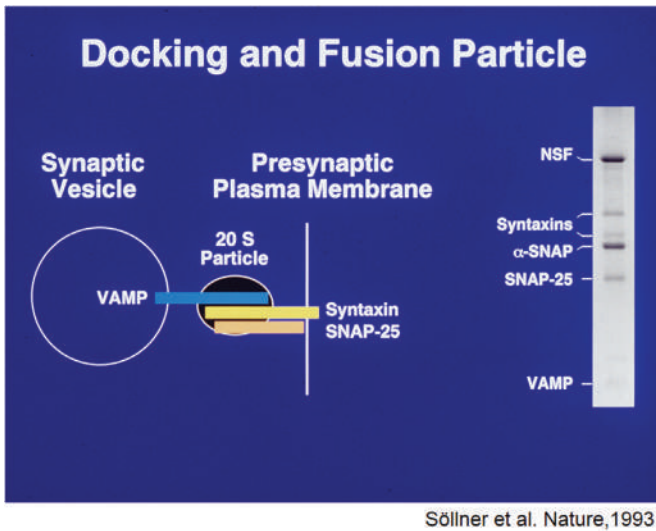 Docking and Fusion Particle
Synaptic
Vesicle
Presynaptic
Plasma Membrane
20 S
Particle
VAMP
Syntaxin
SNAP-25
NSF
Syntaxins
α-SNAP
SNAP-25
VAMP
Söllner et al. Nature,1993